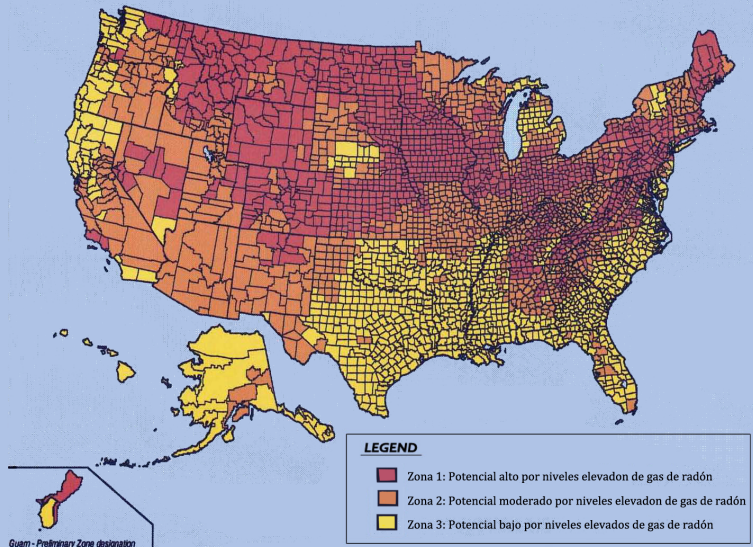 LEGEND
Zona 1: Potencial alto por niveles elevadon de gas de radón
Zona 2: Potencial moderado por niveles elevadon de gas de radón
Zona 3: Potencial bajo por niveles elevados de gas de radón
Guam - Preliminary Zone designation